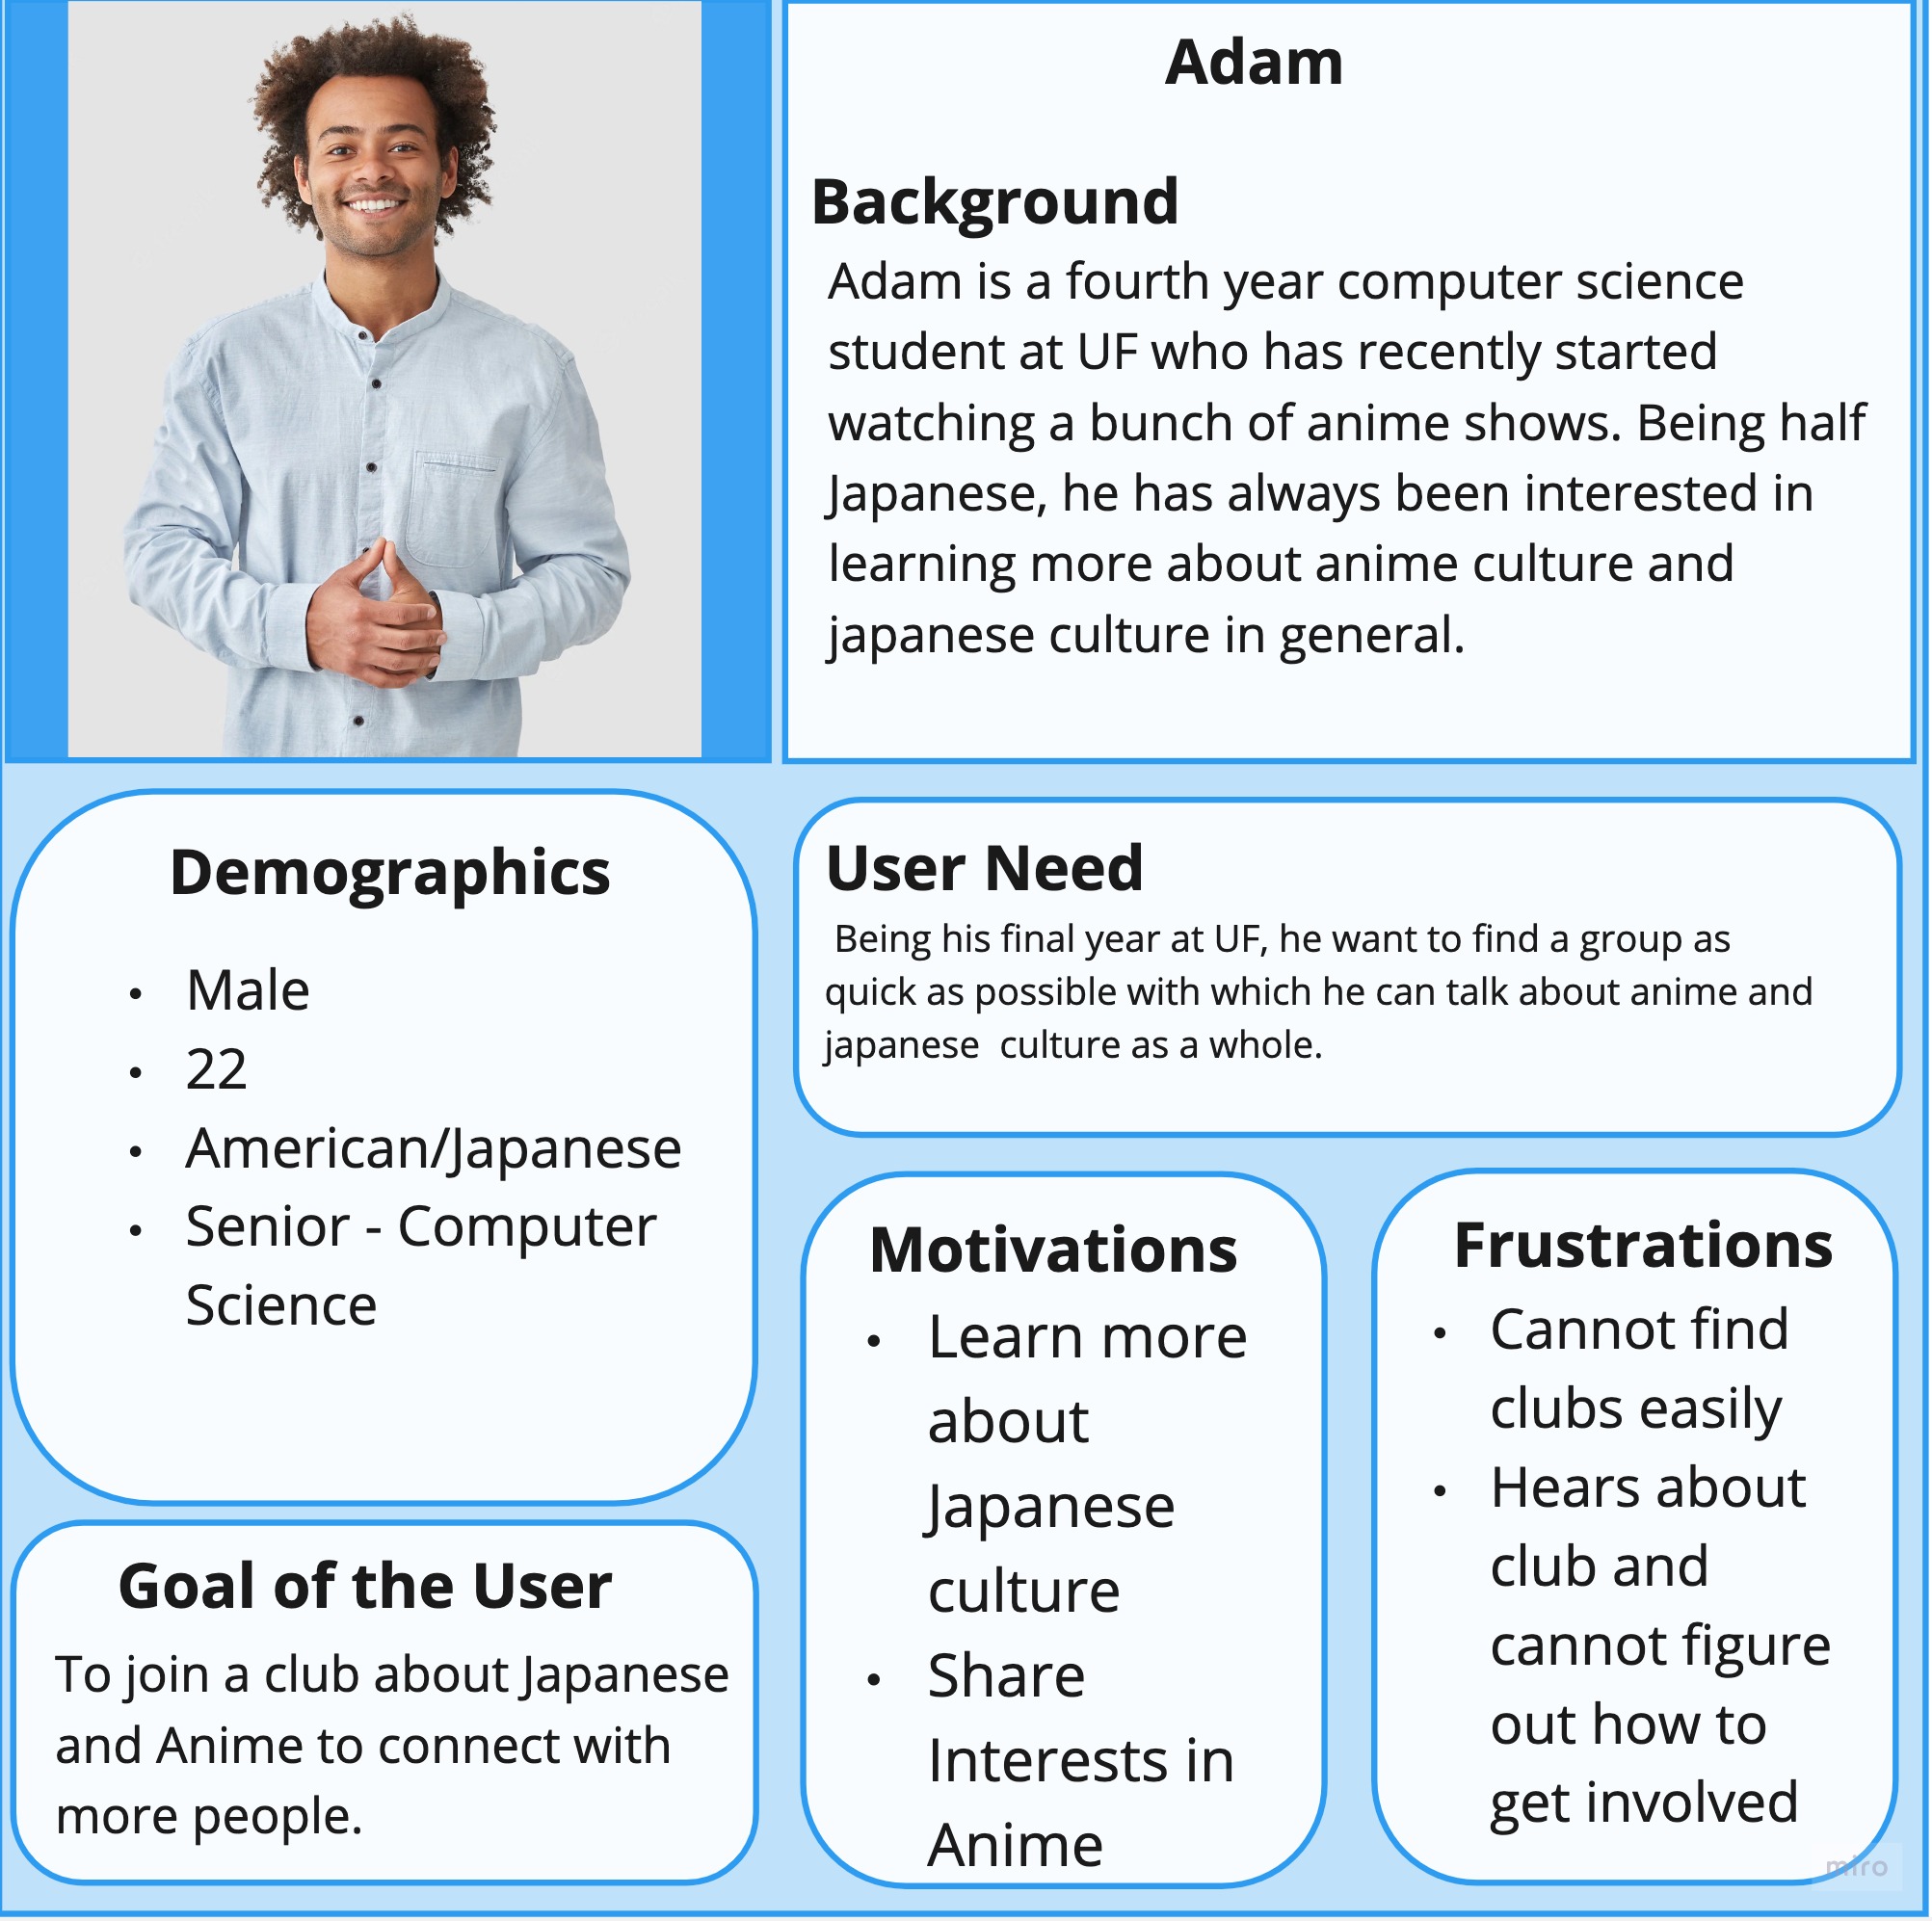 Adam
Background
Adam is a fourth year computer science
student at UF who has recently started
watching a bunch of anime shows. Being half
Japanese, he has always been interested in
learning more about anime culture and
japanese culture in general.
Demographics
• Male
• 22
• American/Japanese
• Senior - Computer
Science
User Need
Being his final year at UF, he want to find a group as
quick as possible with which he can talk about anime and
japanese  culture as a whole.
Goal of the User
To join a club about Japanese
and Anime to connect with
more people.
Motivations
• Learn more
about
Japanese
culture
• Share
Interests in
Anime
Frustrations
• Cannot find
clubs easily
• Hears about
club and
cannot figure
out how to
get involved
miro